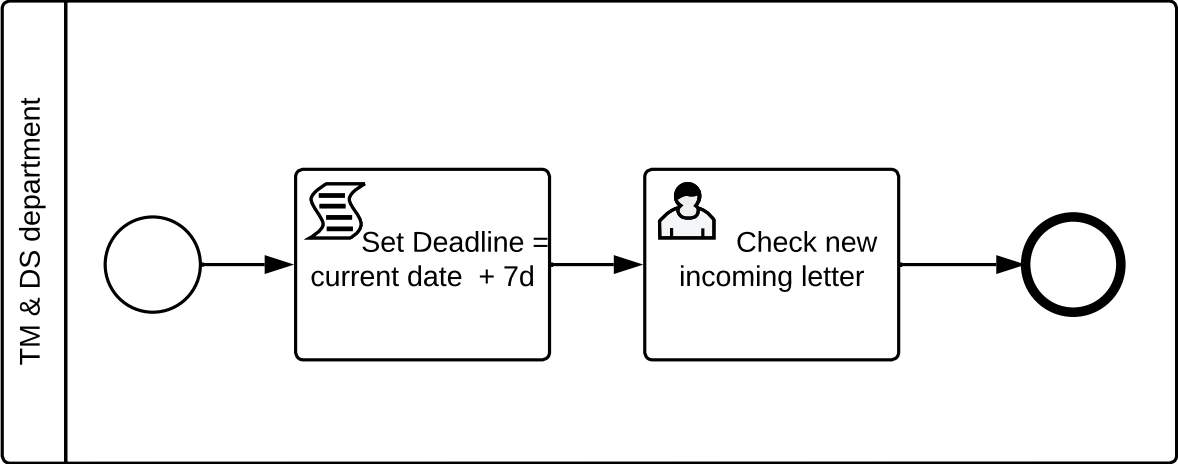 TM & DS department
Set Deadline =
current date + 7d
Check new
incoming letter